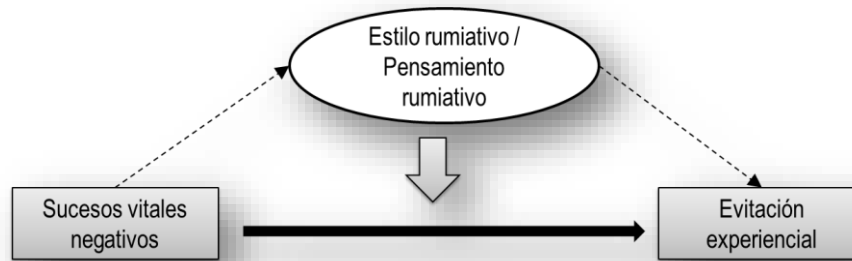 Estilo rumiativo /
Pensamiento
rumiativo
Sucesos vitales
negativos
Evitación
experiencial